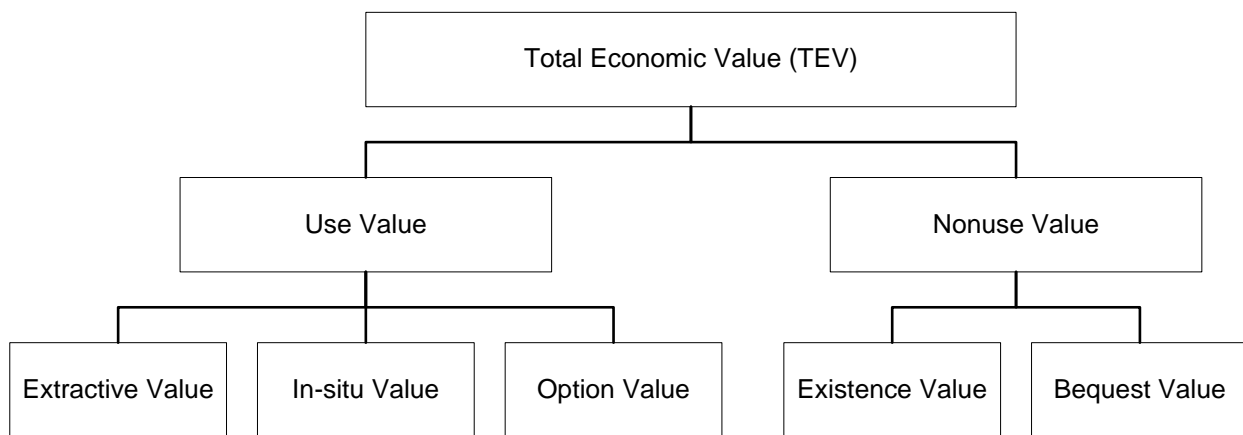 Total Economic Value (TEV)
Use Value
Nonuse Value
Extractive Value
In-situ Value
Option Value
Existence Value
Bequest Value